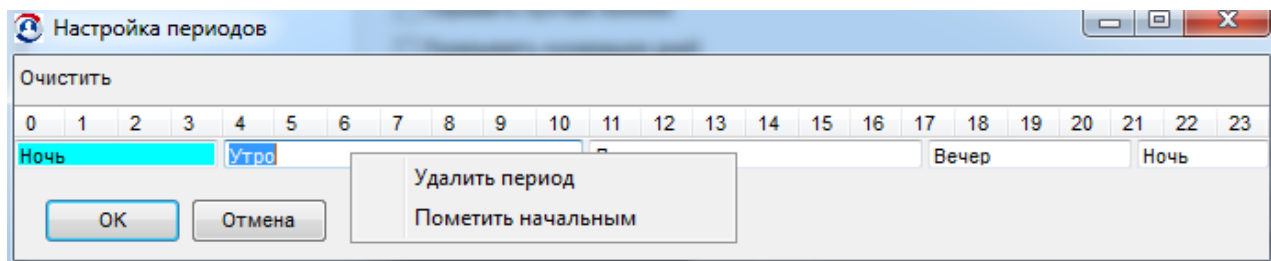 Настройка периодов
Очистить
0 1 2 3 4 5 6 7 8 9 10 11 12 13 14 15 16 17 18 19 20 21 22 23
Ночь Утро Вечер Ночь
Удалить период
Пометить начальным
OK Отмена